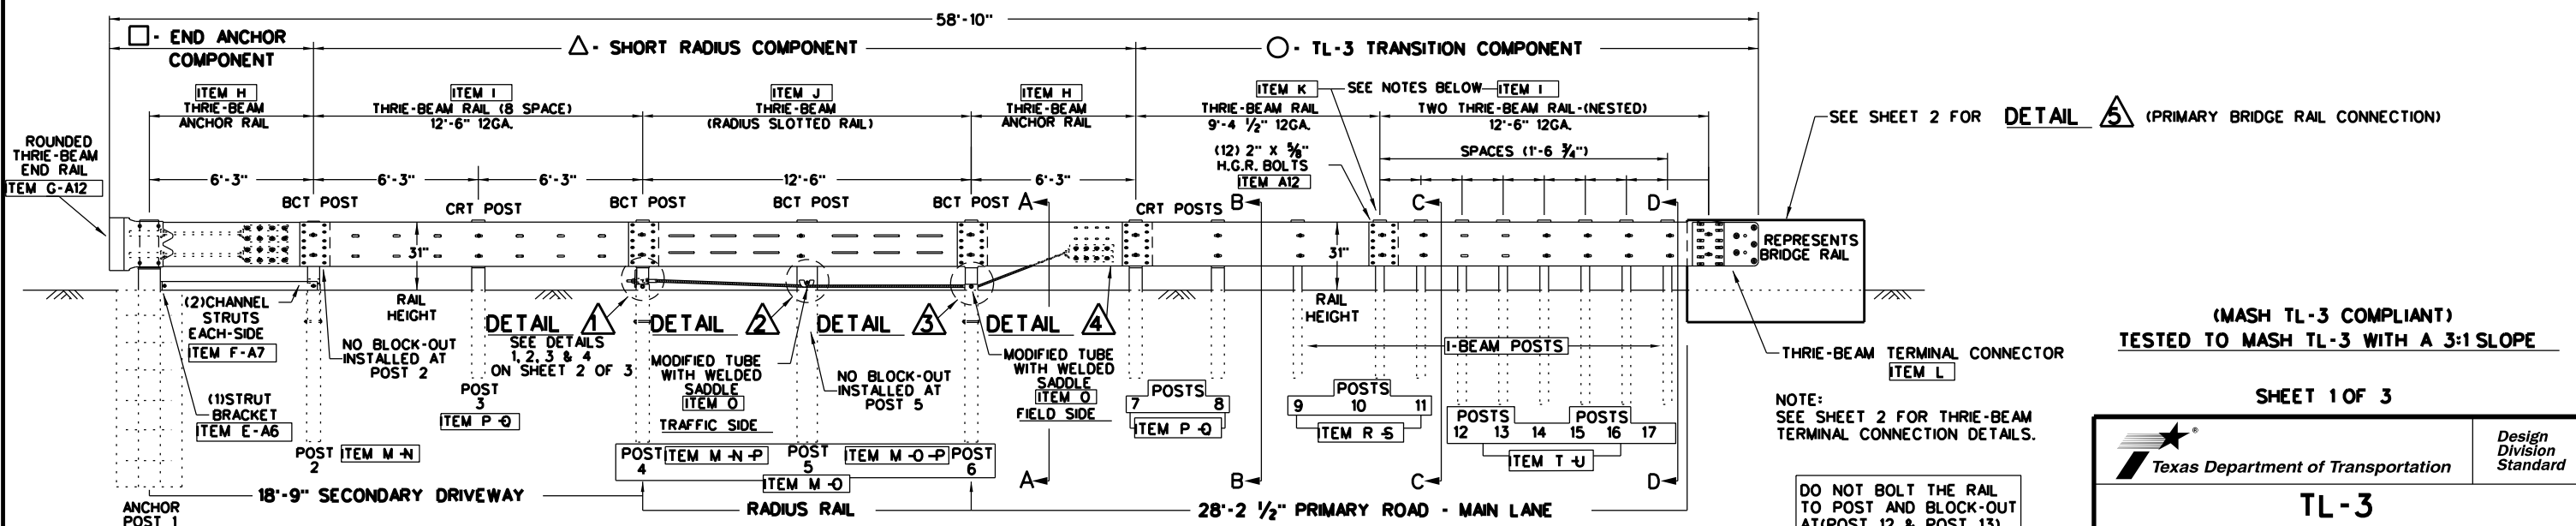 58'-10"
□ - END ANCHOR
COMPONENT
△ - SHORT RADIUS COMPONENT
○ - TL-3 TRANSITION COMPONENT
ITEM H
THRIE-BEAM
ANCHOR RAIL
ITEM I
THRIE-BEAM RAIL (8 SPACE)
12'-6" 12GA.
ITEM J
THRIE-BEAM
(RADIUS SLOTTED RAIL)
ITEM H
THRIE-BEAM
ANCHOR RAIL
ITEM K
SEE NOTES BELOW
ITEM I
THRIE-BEAM RAIL
9'-4 1/2" 12GA.
TWO THRIE-BEAM RAIL-(NESTED)
12'-6" 12GA.
SEE SHEET 2 FOR DETAIL 5 (PRIMARY BRIDGE RAIL CONNECTION)
ROUNDED
THRIE-BEAM
END RAIL
ITEM G-A12
(12) 2" X 5/8"
H.G.R. BOLTS
ITEM A12
SPACES (1'-6 3/4")
6'-3"
6'-3"
6'-3"
12'-6"
6'-3"
BCT POST
CRT POST
BCT POST
BCT POST
BCT POST
A
CRT POSTS
B
C
D
31"
RAIL
HEIGHT
31"
RAIL
HEIGHT
REPRESENTS
BRIDGE RAIL
(2)CHANNEL
STRUTS
EACH-SIDE
ITEM F-A7
NO BLOCK-OUT
INSTALLED AT
POST 2
DETAIL 1
SEE DETAILS
1, 2, 3 & 4
ON SHEET 2 OF 3
DETAIL 2
DETAIL 3
DETAIL 4
MODIFIED TUBE
WITH WELDED
SADDLE
ITEM O
TRAFFIC SIDE
NO BLOCK-OUT
INSTALLED AT
POST 5
MODIFIED TUBE
WITH WELDED
SADDLE
ITEM O
FIELD SIDE
I-BEAM POSTS
THRIE-BEAM TERMINAL CONNECTOR
ITEM L
(MASH TL-3 COMPLIANT)
TESTED TO MASH TL-3 WITH A 3:1 SLOPE
SHEET 1 OF 3
(1)STRUT
BRACKET
ITEM E-A6
POST
3
ITEM P-Q
POSTS
7 8
ITEM P-Q
POSTS
9 10 11
ITEM R-S
POSTS POSTS
12 13 14 15 16 17
ITEM T-U
NOTE:
SEE SHEET 2 FOR THRIE-BEAM
TERMINAL CONNECTION DETAILS.
POST
2
ITEM M-N
POST
4
ITEM M-N-P
POST
5
ITEM M-O
ITEM M-O-P
POST
6
A
B
C
D
ANCHOR
POST 1
18'-9" SECONDARY DRIVEWAY
RADIUS RAIL
28'-2 1/2" PRIMARY ROAD - MAIN LANE
DO NOT BOLT THE RAIL
TO POST AND BLOCK-OUT
AT(POST 12 & POST 13)
®
Texas Department of Transportation
Design
Division
Standard
TL-3